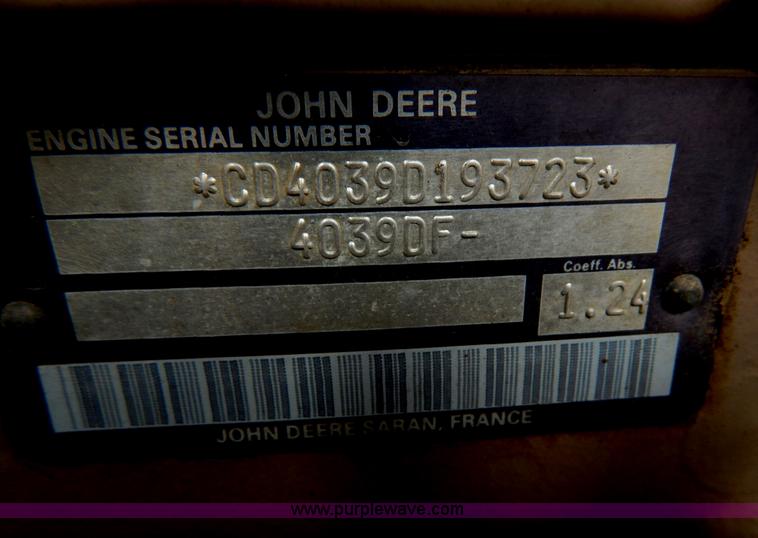 JOHN DEERE
ENGINE SERIAL NUMBER
*CD4039D193723*
4039DF-
Coeff. Abs.
1.24
JOHN DEERE SARAN, FRANCE
www.purplewave.com